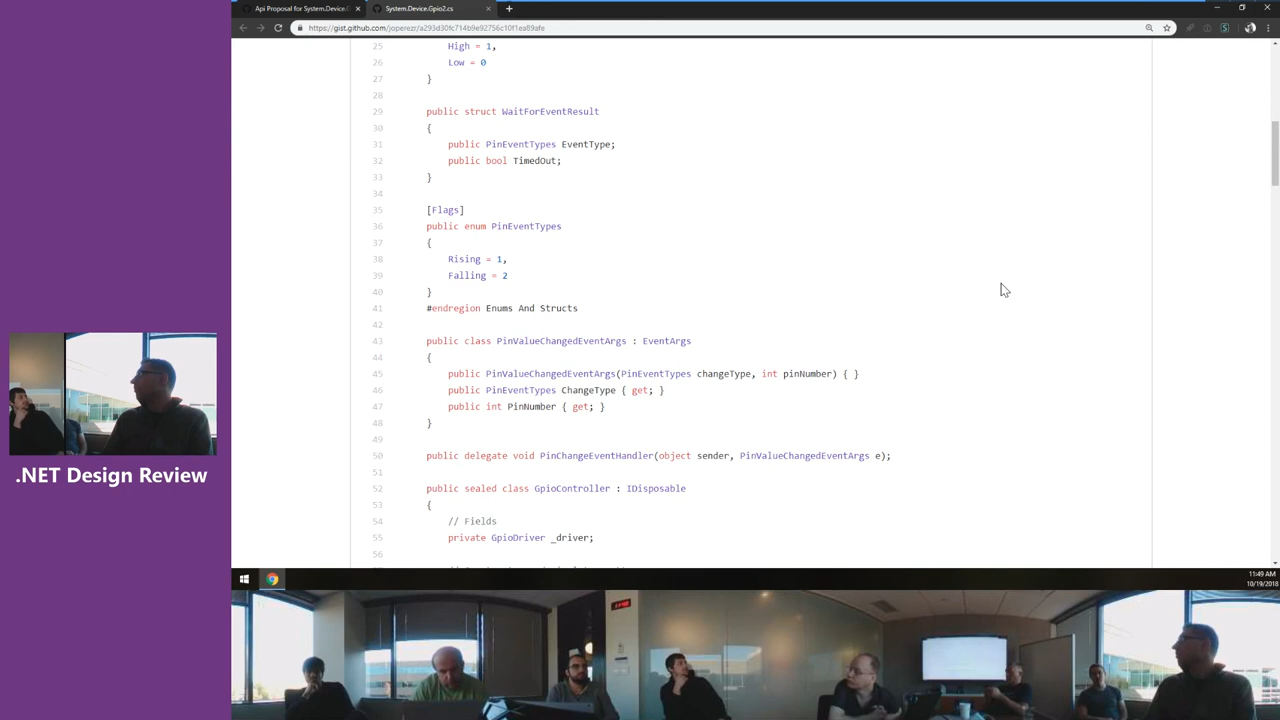 Api Proposal for System.Device.
System.Device.Gpio2.cs
https://gist.github.com/joperezr/a293d30fc714b9e92756c10f1ea89afe
25 High = 1,
26 Low = 0
27 }
28
29 public struct WaitForEventResult
30 {
31 public PinEventTypes EventType;
32 public bool TimedOut;
33 }
34
35 [Flags]
36 public enum PinEventTypes
37 {
38 Rising = 1,
39 Falling = 2
40 }
41 #endregion Enums And Structs
42
43 public class PinValueChangedEventArgs : EventArgs
44 {
45 public PinValueChangedEventArgs(PinEventTypes changeType, int pinNumber) { }
46 public PinEventTypes ChangeType { get; }
47 public int PinNumber { get; }
48 }
49
50 public delegate void PinChangeEventHandler(object sender, PinValueChangedEventArgs e);
51
52 public sealed class GpioController : IDisposable
53 {
54 // Fields
55 private GpioDriver _driver;
56
.NET Design Review
11:49 AM
10/19/2018